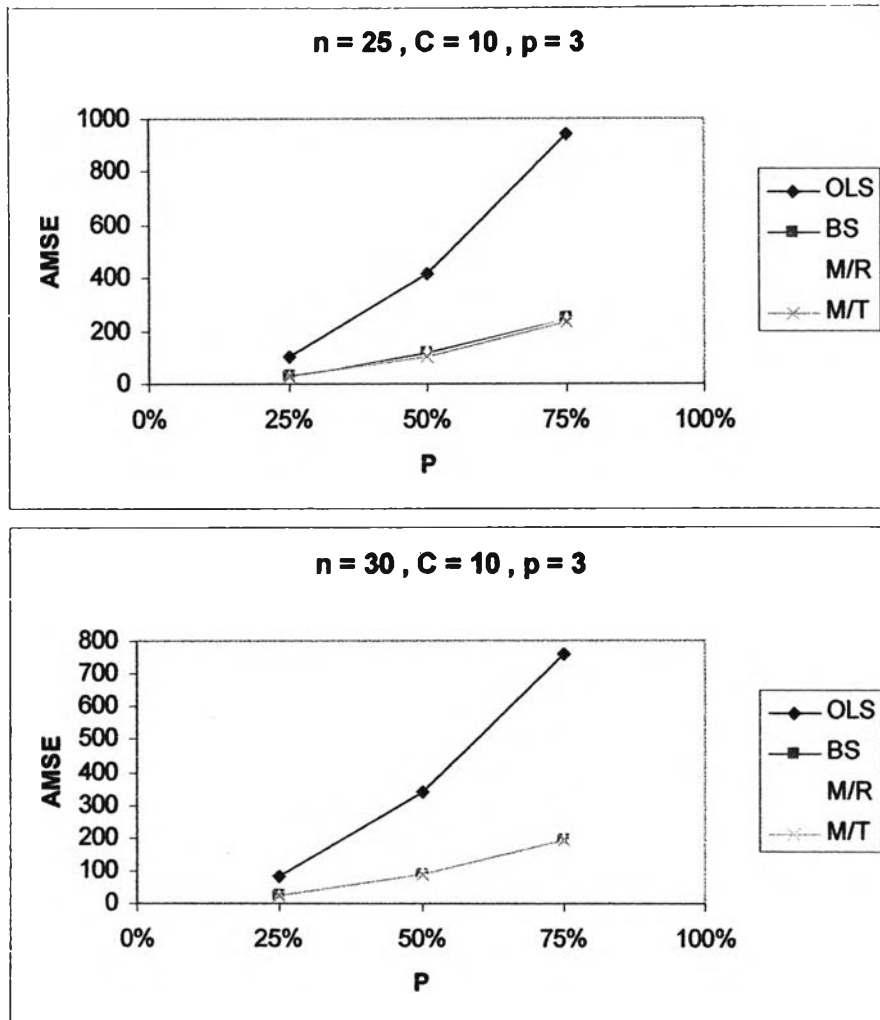 n = 25 , C = 10 , p = 3
1000
800
600
400
200
0
AMSE
0% 25% 50% 75% 100%
P
OLS
BS
M/R
M/T
n = 30 , C = 10 , p = 3
800
700
600
500
400
300
200
100
0
AMSE
0% 25% 50% 75% 100%
P
OLS
BS
M/R
M/T